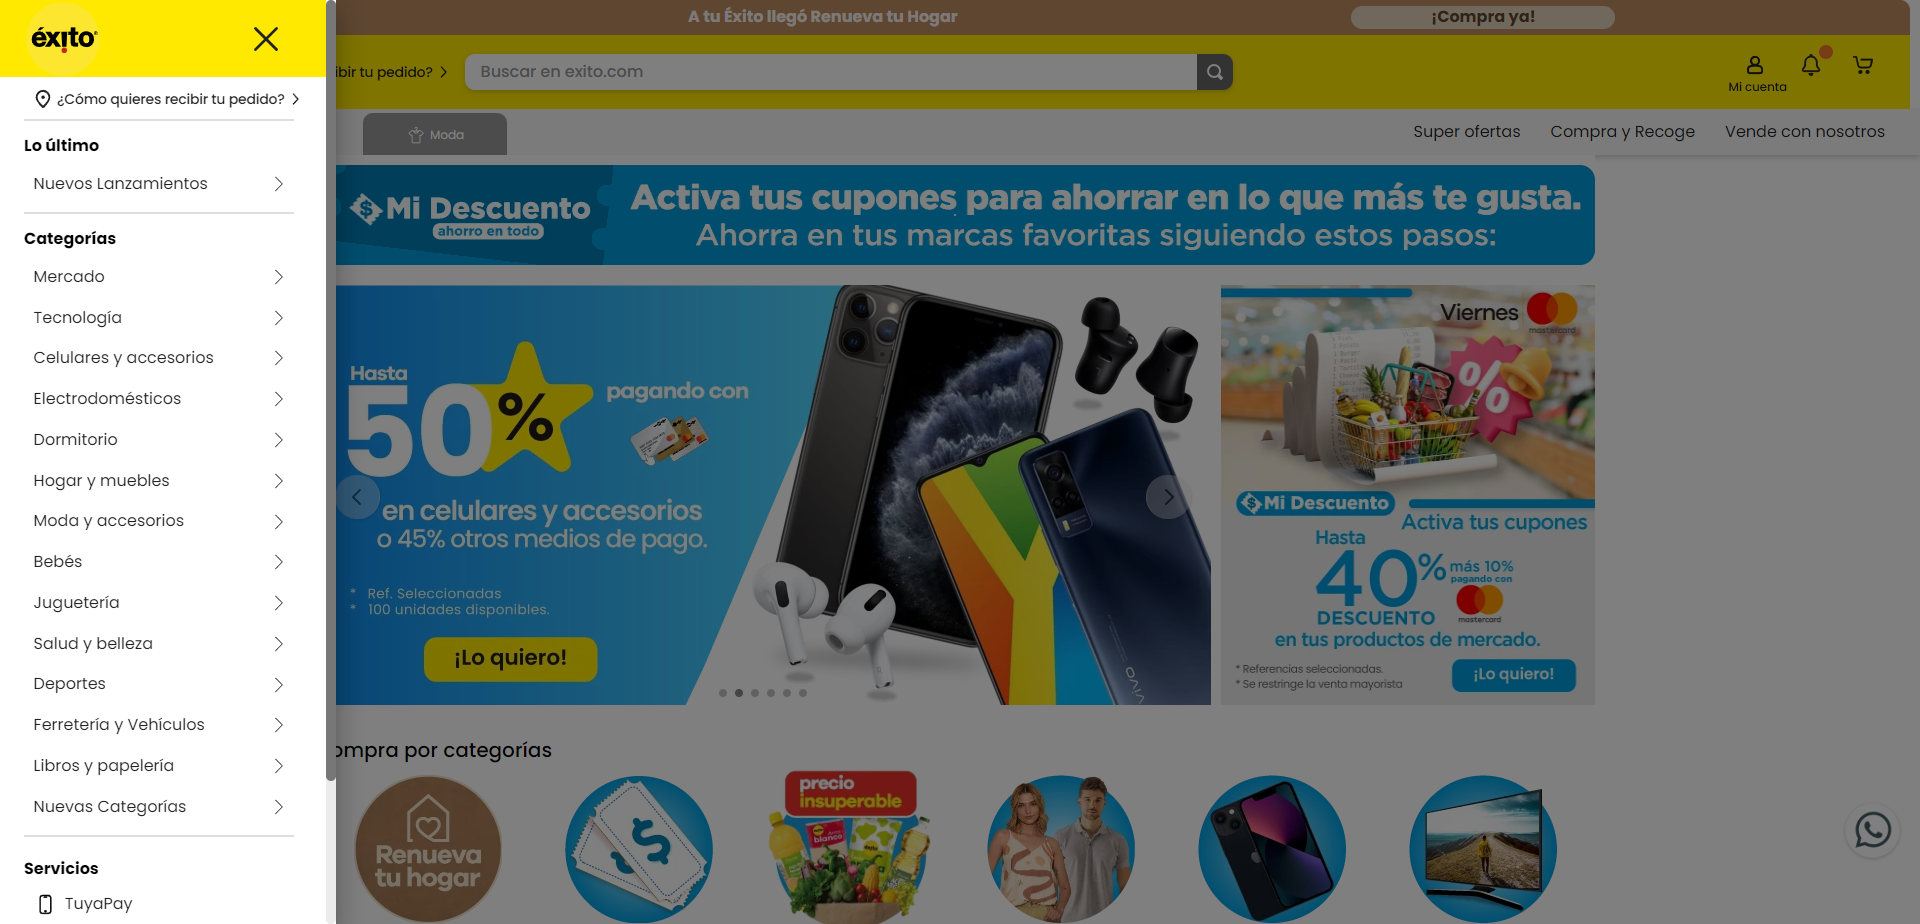 éxito
¿Cómo quieres recibir tu pedido?
Lo último
Nuevos Lanzamientos
Categorías
Mercado
Tecnología
Celulares y accesorios
Electrodomésticos
Dormitorio
Hogar y muebles
Moda y accesorios
Bebés
Juguetería
Salud y belleza
Deportes
Ferretería y Vehículos
Libros y papelería
Nuevas Categorías
Servicios
TuyaPay
A tu Éxito llegó Renueva tu Hogar
¡Compra ya!
ibir tu pedido?
Buscar en exito.com
Mi cuenta
Moda
Super ofertas
Compra y Recoge
Vende con nosotros
Mi Descuento
ahorro en todo
Activa tus cupones para ahorrar en lo que más te gusta.
Ahorra en tus marcas favoritas siguiendo estos pasos:
Hasta
50%
pagando con
en celulares y accesorios
o 45% otros medios de pago.
* Ref. Seleccionadas
* 100 unidades disponibles.
¡Lo quiero!
VIVO
Viernes
mastercard
%
Mi Descuento
Activa tus cupones
Hasta
40%
más 10%
pagando con
mastercard
DESCUENTO
en tus productos de mercado.
* Referencias seleccionadas.
* Se restringe la venta mayorista
¡Lo quiero!
ompra por categorías
Renueva
tu hogar
$
precio
insuperable
blanco